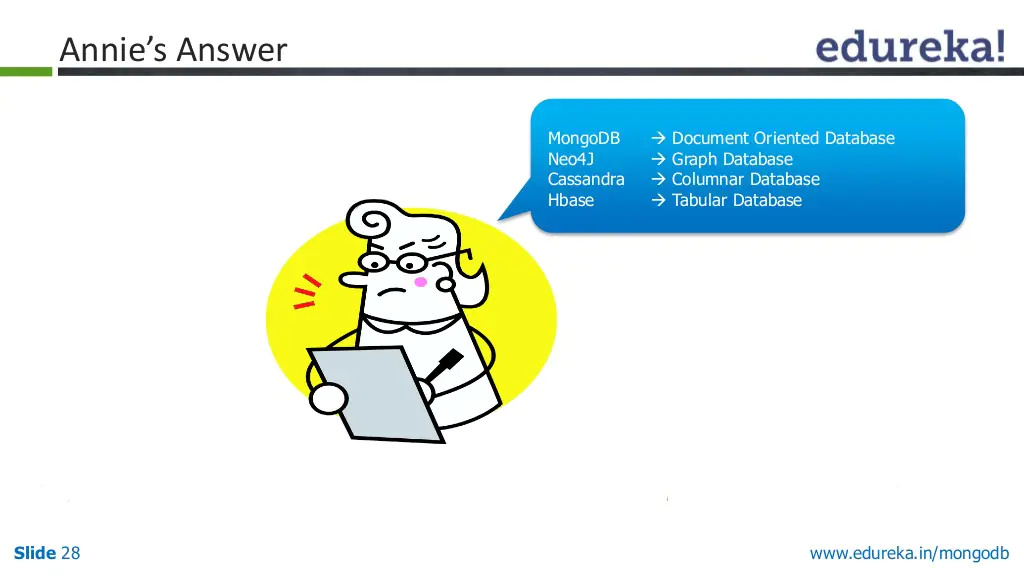 Annie’s Answer
edureka!
MongoDB → Document Oriented Database
Neo4J → Graph Database
Cassandra → Columnar Database
Hbase → Tabular Database
Slide 28
www.edureka.in/mongodb